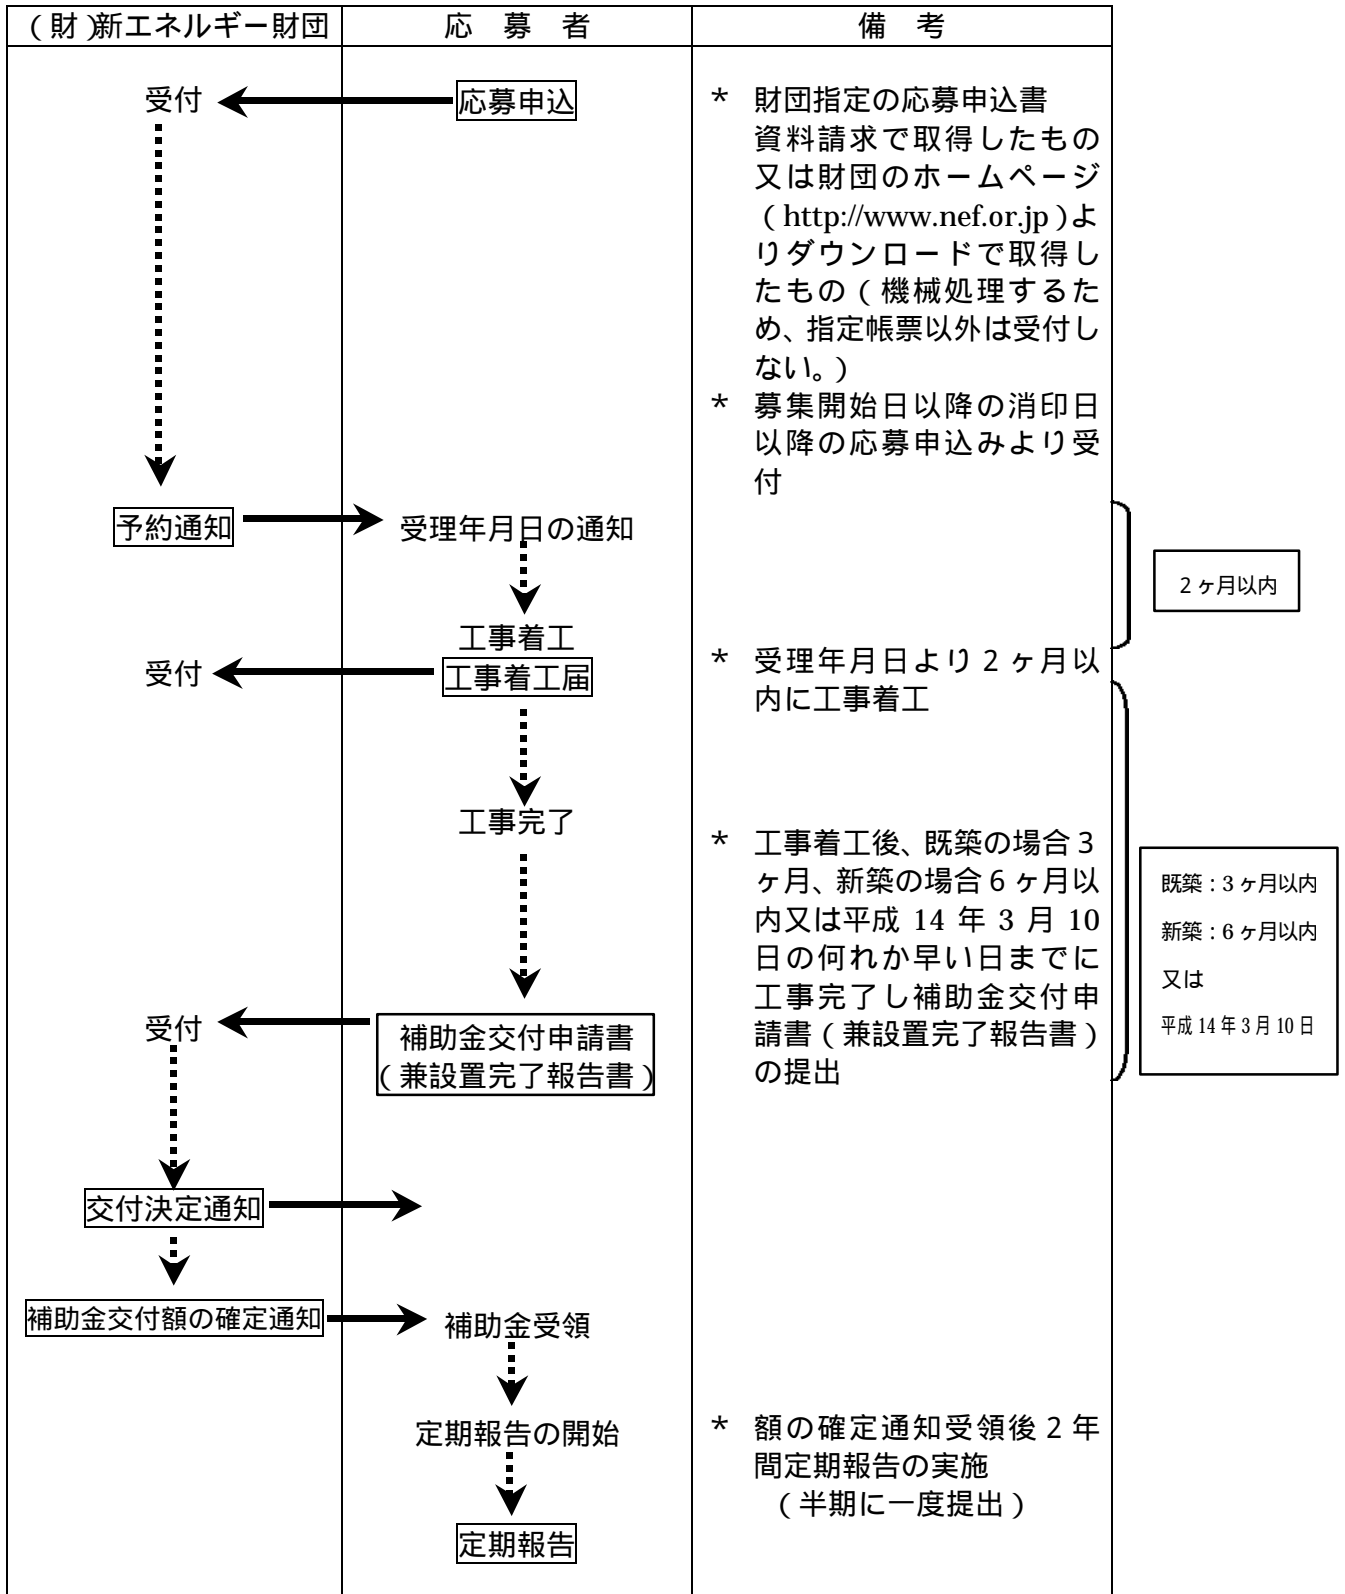 （財）新エネルギー財団
応　募　者
備　考
受付
応募申込
＊ 財団指定の応募申込書
資料請求で取得したもの
又は財団のホームページ
（http://www.nef.or.jp）よ
りダウンロードで取得し
たもの（機械処理するた
め、指定帳票以外は受付し
ない。）
＊ 募集開始日以降の消印日
以降の応募申込みより受
付
予約通知
受理年月日の通知
２ヶ月以内
工事着工
受付
工事着工届
＊ 受理年月日より２ヶ月以
内に工事着工
工事完了
＊ 工事着工後、既築の場合３
ヶ月、新築の場合６ヶ月以
内又は平成 14 年 3 月 10
日の何れか早い日までに
工事完了し補助金交付申
請書（兼設置完了報告書）
の提出
既築：3 ヶ月以内
新築：6 ヶ月以内
又は
平成 14 年 3 月 10 日
受付
補助金交付申請書
（兼設置完了報告書）
交付決定通知
補助金交付額の確定通知
補助金受領
定期報告の開始
＊ 額の確定通知受領後２年
間定期報告の実施
（半期に一度提出）
定期報告